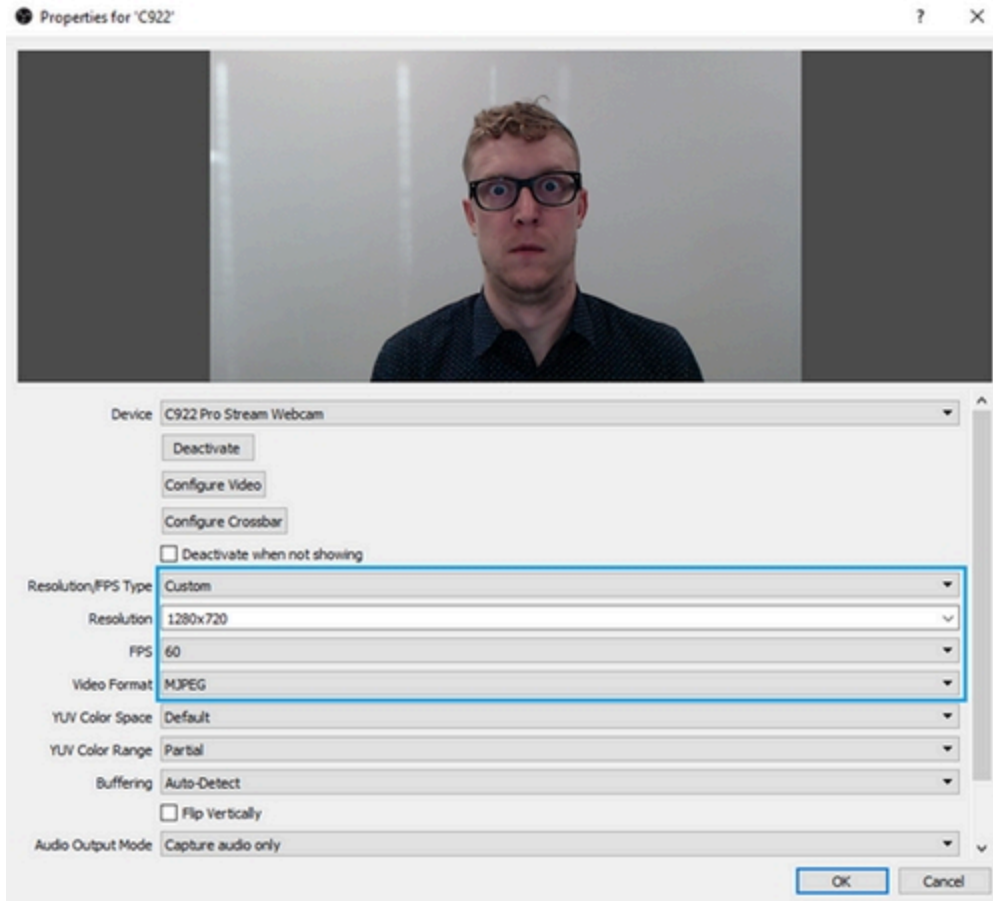 Properties for 'C922'
Device C922 Pro Stream Webcam
Deactivate
Configure Video
Configure Crossbar
Deactivate when not showing
Resolution/FPS Type Custom
Resolution 1280x720
FPS 60
Video Format MJPEG
YUV Color Space Default
YUV Color Range Partial
Buffering Auto-Detect
Flip Vertically
Audio Output Mode Capture audio only
OK Cancel